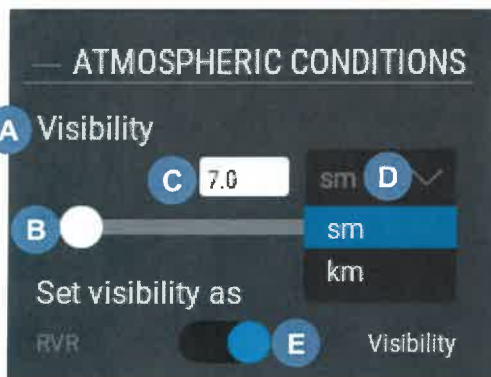 ATMOSPHERIC CONDITIONS
A Visibility
C 7.0 sm D
B sm
km
Set visibility as
RVR E Visibility